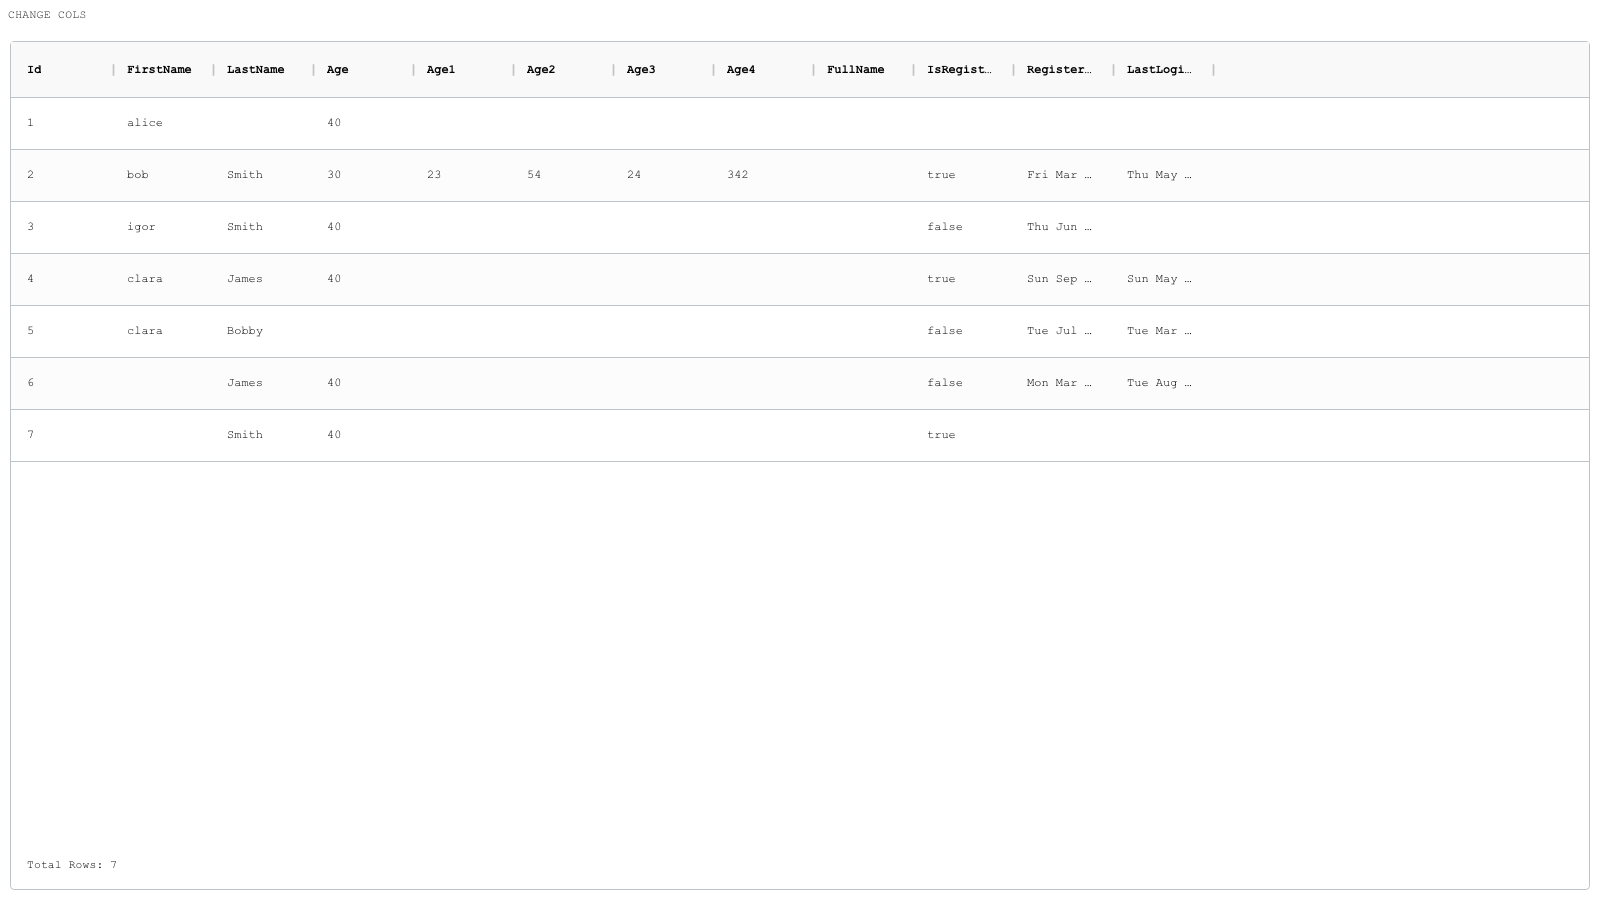 CHANGE COLS
Id | FirstName | LastName | Age | Age1 | Age2 | Age3 | Age4 | FullName | IsRegist… | Register… | LastLogi… |
1 alice 40
2 bob Smith 30 23 54 24 342 true Fri Mar … Thu May …
3 igor Smith 40 false Thu Jun …
4 clara James 40 true Sun Sep … Sun May …
5 clara Bobby false Tue Jul … Tue Mar …
6 James 40 false Mon Mar … Tue Aug …
7 Smith 40 true
Total Rows: 7